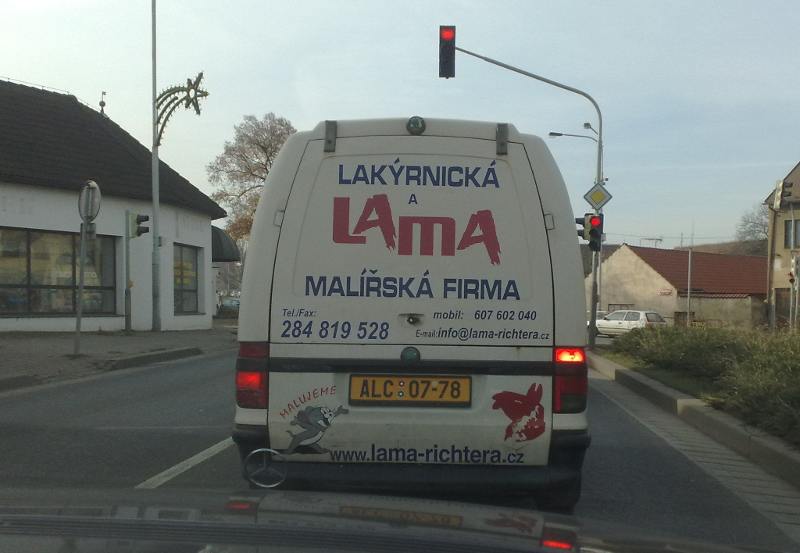 LAKÝRNICKÁ
A
LAMA
MALÍŘSKÁ FIRMA
Tel./Fax:
284 819 528
mobil: 607 602 040
E-mail:info@lama-richtera.cz
MALUJEME
ALC 07-78
www.lama-richtera.cz